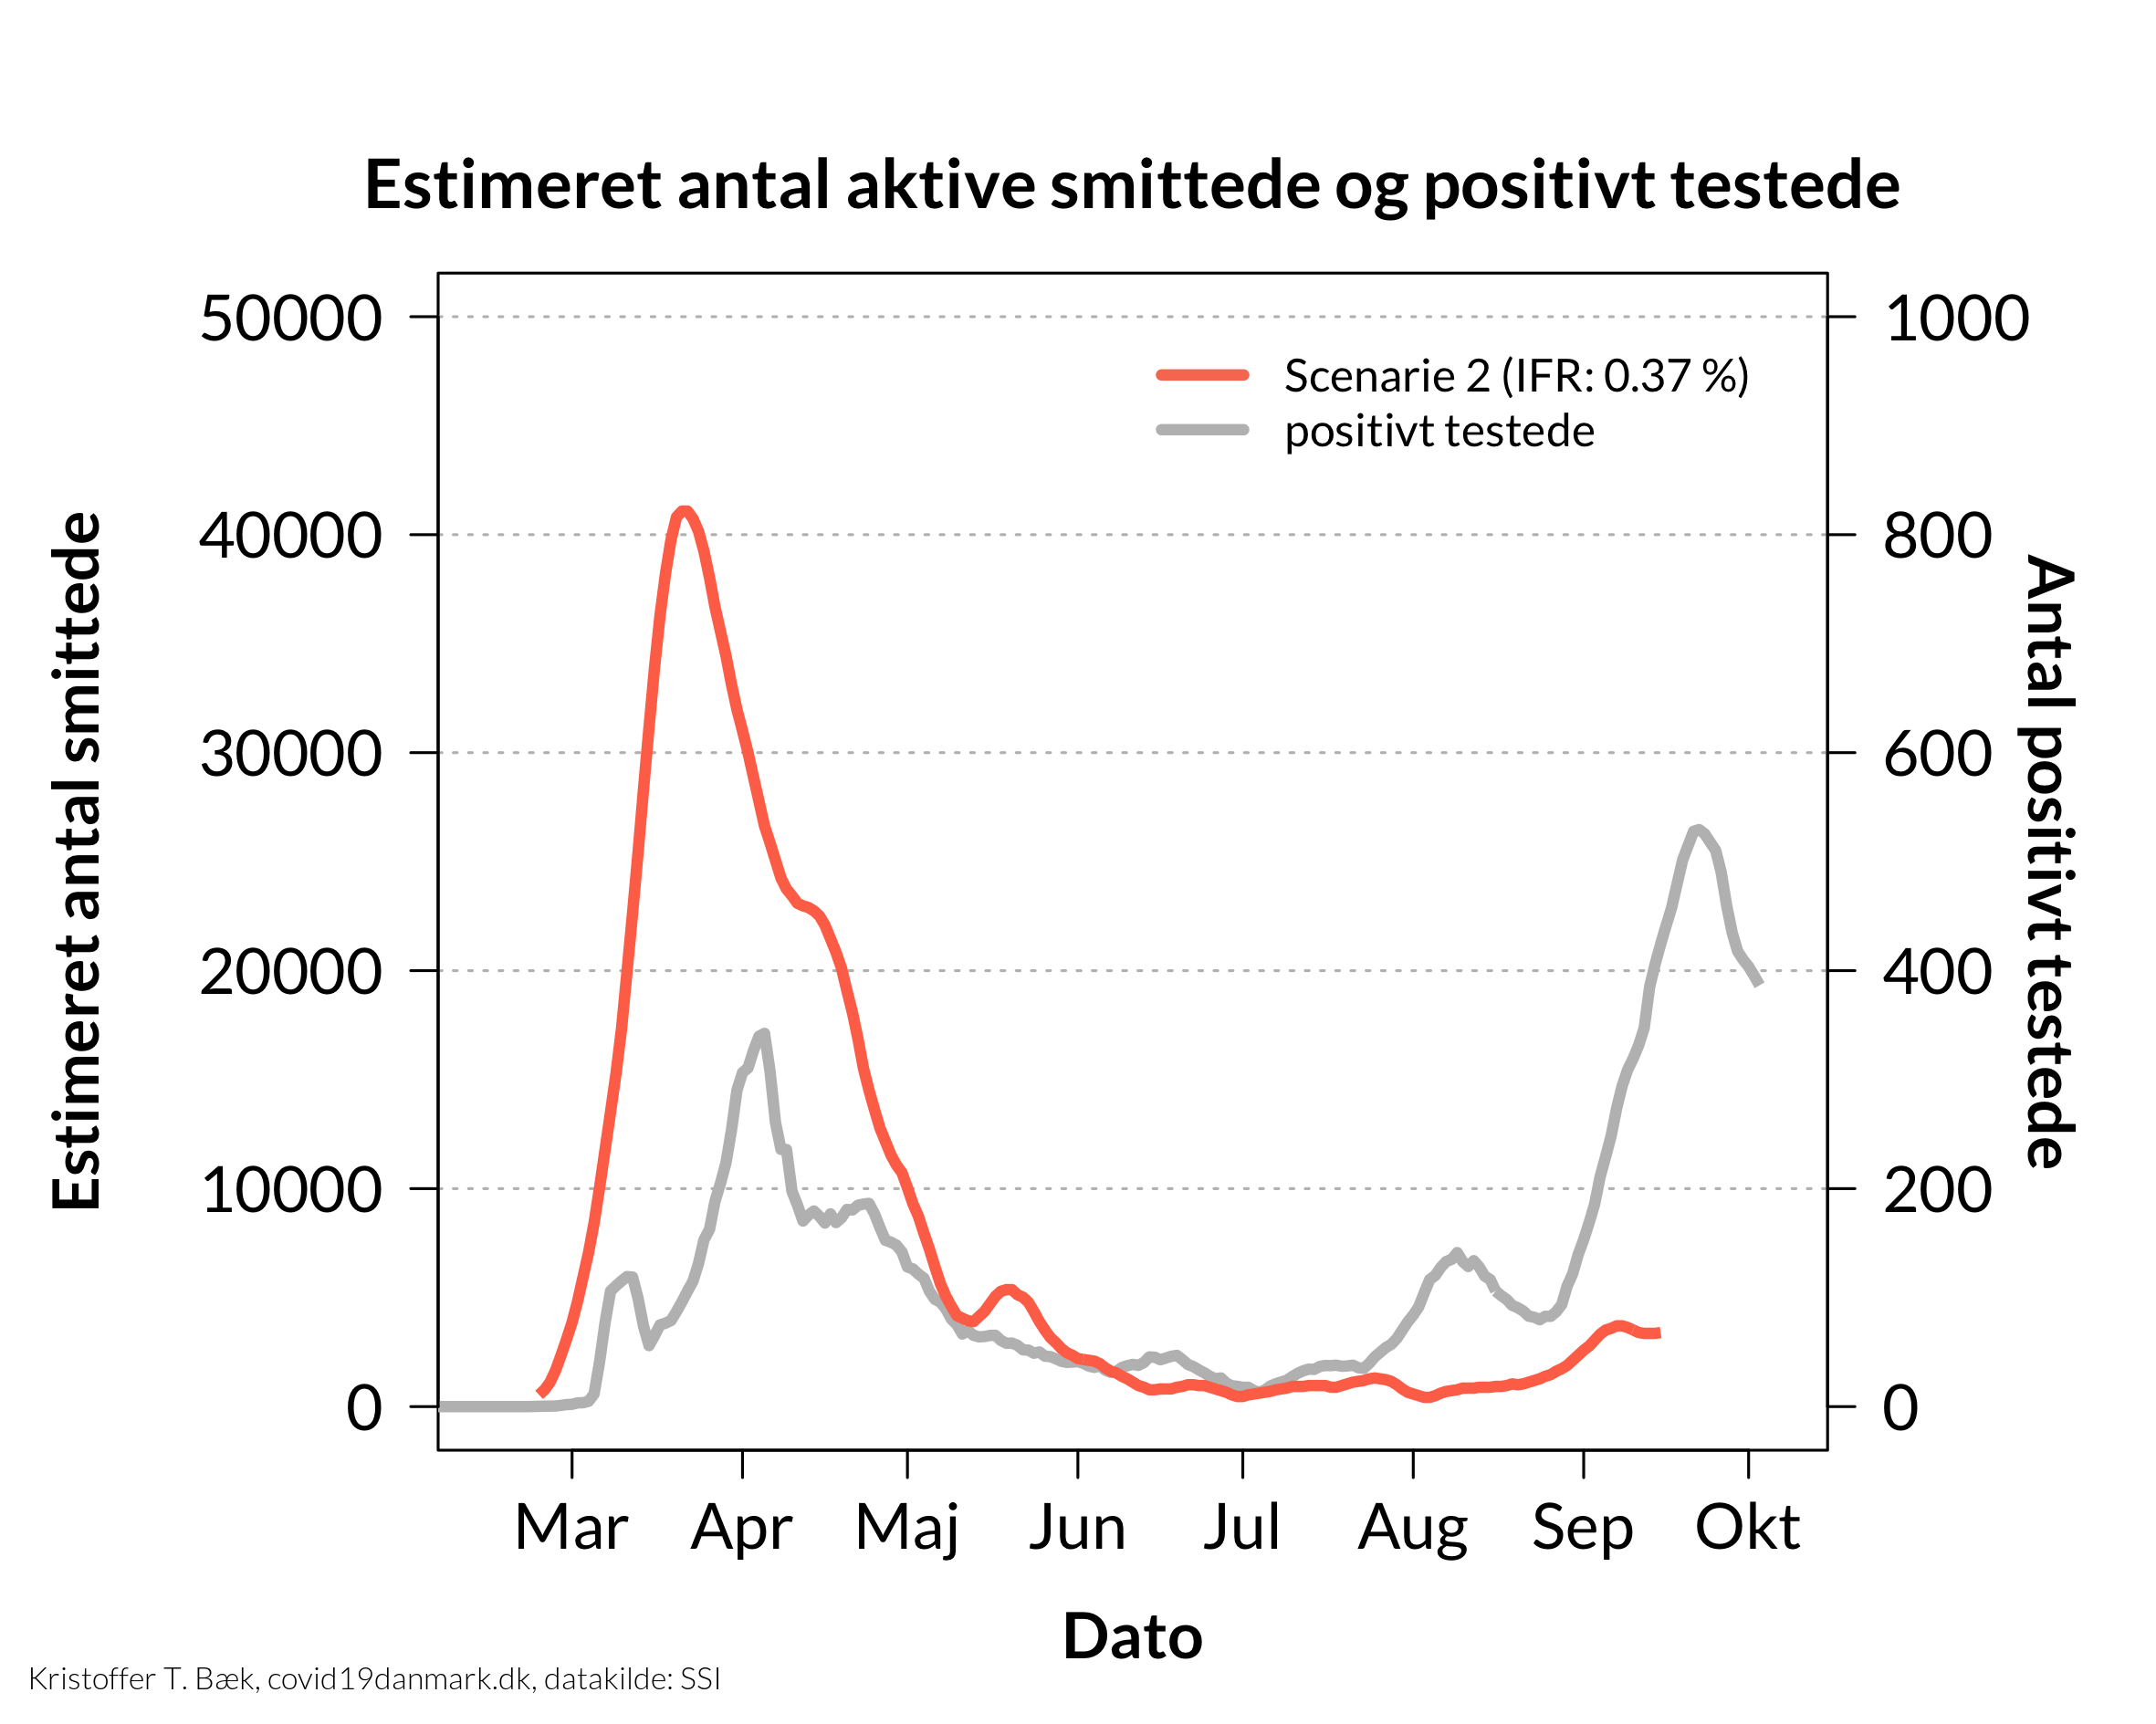 Estimeret antal aktive smittede og positivt testede
Scenarie 2 (IFR: 0.37 %)
positivt testede
Estimeret antal smittede
50000
40000
30000
20000
10000
0
1000
800
600
400
200
0
Antal positivt testede
Mar
Apr
Maj
Jun
Jul
Aug
Sep
Okt
Dato
Kristoffer T. Bæk, covid19danmark.dk, datakilde: SSI